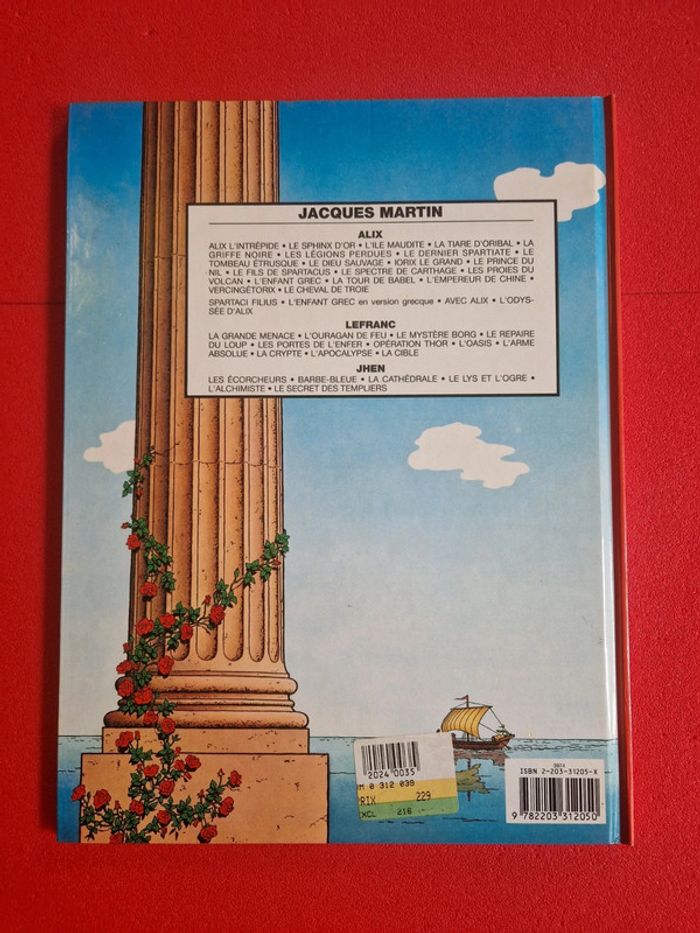 JACQUES MARTIN
ALIX
ALIX L'INTRÉPIDE • LE SPHINX D'OR • L'ILE MAUDITE • LA TIARE D'ORIBAL • LA
GRIFFE NOIRE • LES LÉGIONS PERDUES • LE DERNIER SPARTIATE • LE
TOMBEAU ÉTRUSQUE • LE DIEU SAUVAGE • IORIX LE GRAND • LE PRINCE DU
NIL • LE FILS DE SPARTACUS • LE SPECTRE DE CARTHAGE • LES PROIES DU
VOLCAN • L'ENFANT GREC • LA TOUR DE BABEL • L'EMPEREUR DE CHINE •
VERCINGÉTORIX • LE CHEVAL DE TROIE
SPARTACI FILIUS • L'ENFANT GREC en version grecque • AVEC ALIX • L'ODYS-
SÉE D'ALIX
LEFRANC
LA GRANDE MENACE • L'OURAGAN DE FEU • LE MYSTÈRE BORG • LE REPAIRE
DU LOUP • LES PORTES DE L'ENFER • OPÉRATION THOR • L'OASIS • L'ARME
ABSOLUE • LA CRYPTE • L'APOCALYPSE • LA CIBLE
JHEN
LES ÉCORCHEURS • BARBE-BLEUE • LA CATHÉDRALE • LE LYS ET L'OGRE •
L'ALCHIMISTE • LE SECRET DES TEMPLIERS
2024 0035
0 312 039
RIX 229
XCL 216
3974
ISBN 2-203-31205-X
9 782203 312050